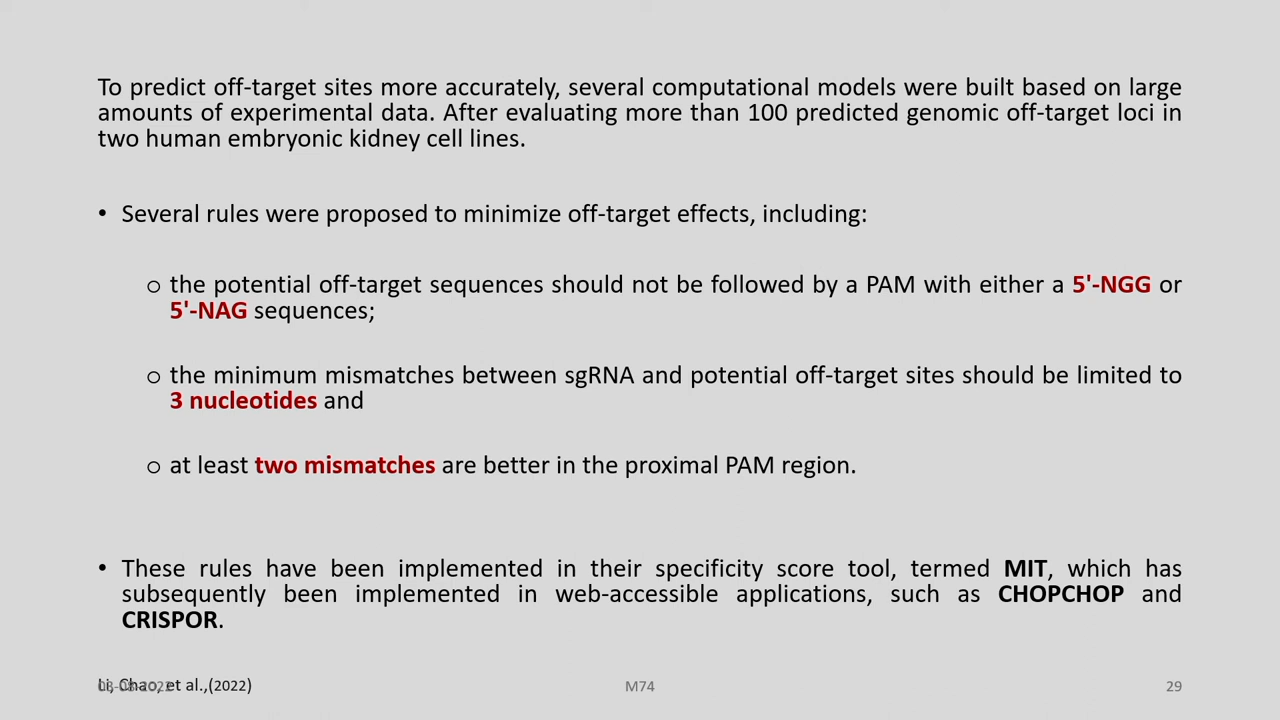 To predict off-target sites more accurately, several computational models were built based on large
amounts of experimental data. After evaluating more than 100 predicted genomic off-target loci in
two human embryonic kidney cell lines.
• Several rules were proposed to minimize off-target effects, including:
o the potential off-target sequences should not be followed by a PAM with either a 5'-NGG or
5'-NAG sequences;
o the minimum mismatches between sgRNA and potential off-target sites should be limited to
3 nucleotides and
o at least two mismatches are better in the proximal PAM region.
• These rules have been implemented in their specificity score tool, termed MIT, which has
subsequently been implemented in web-accessible applications, such as CHOPCHOP and
CRISPOR.
Li, Chao, et al.,(2022)
M74
29